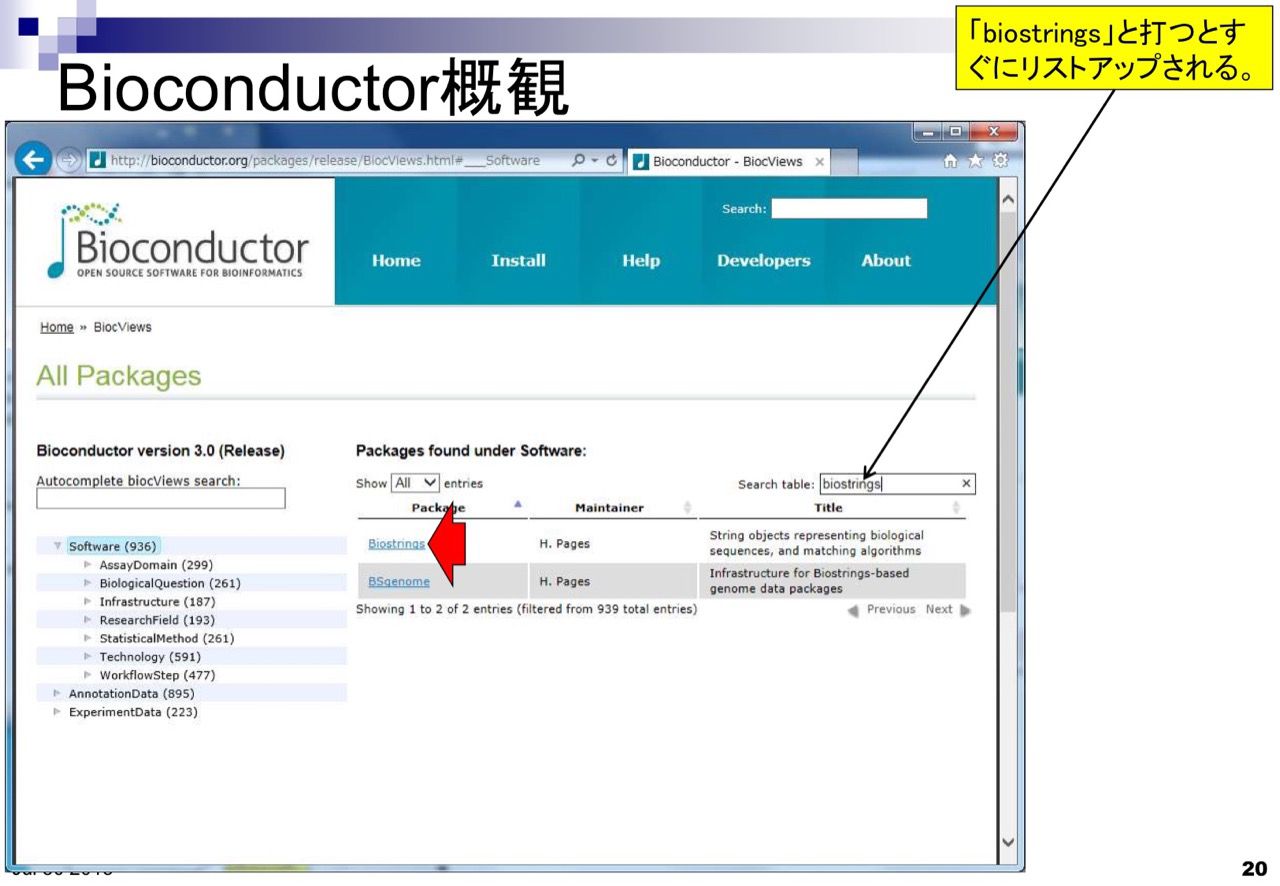 「biostrings」と打つとす
ぐにリストアップされる。
Bioconductor概観
http://bioconductor.org/packages/release/BiocViews.html#___Software
Bioconductor - BiocViews
Search:
Bioconductor
OPEN SOURCE SOFTWARE FOR BIOINFORMATICS
Home Install Help Developers About
Home » BiocViews
All Packages
Bioconductor version 3.0 (Release)
Autocomplete biocViews search:
Software (936)
AssayDomain (299)
BiologicalQuestion (261)
Infrastructure (187)
ResearchField (193)
StatisticalMethod (261)
Technology (591)
WorkflowStep (477)
AnnotationData (895)
ExperimentData (223)
Packages found under Software:
Show All entries
Search table: biostrings
Package Maintainer Title
Biostrings H. Pages String objects representing biological
sequences, and matching algorithms
BSgenome H. Pages Infrastructure for Biostrings-based
genome data packages
Showing 1 to 2 of 2 entries (filtered from 939 total entries)
Previous Next
20